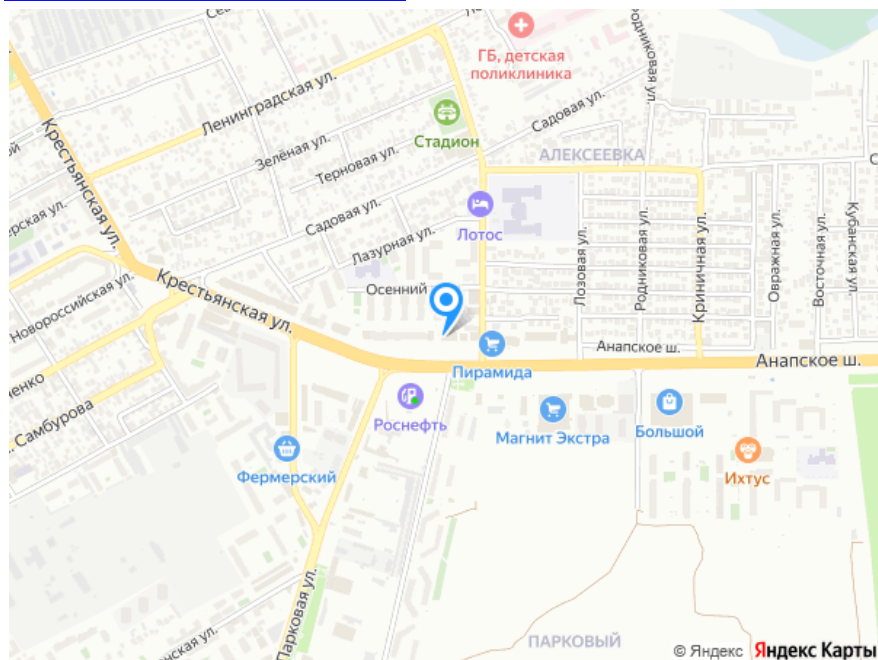 ГБ, детская
поликлиника
Ленинградская ул.
Родниковая ул.
Садовая ул.
Стадион
Крестьянская ул.
Зелёная ул.
АЛЕКСЕЕВКА
Терновая ул.
Садовая ул.
Лотос
Лазурная ул.
Лозовая ул.
Родниковая ул.
Криничная ул.
Овражная ул.
Восточная ул.
Кубанская ул.
Новороссийская ул.
Крестьянская ул.
Осенний
Анапское ш.
Анапское ш.
Пирамида
Самбурова
Роснефть
Магнит Экстра
Большой
Фермерский
Ихтус
Парковая ул.
ПАРКОВЫЙ
© Яндекс Яндекс Карты